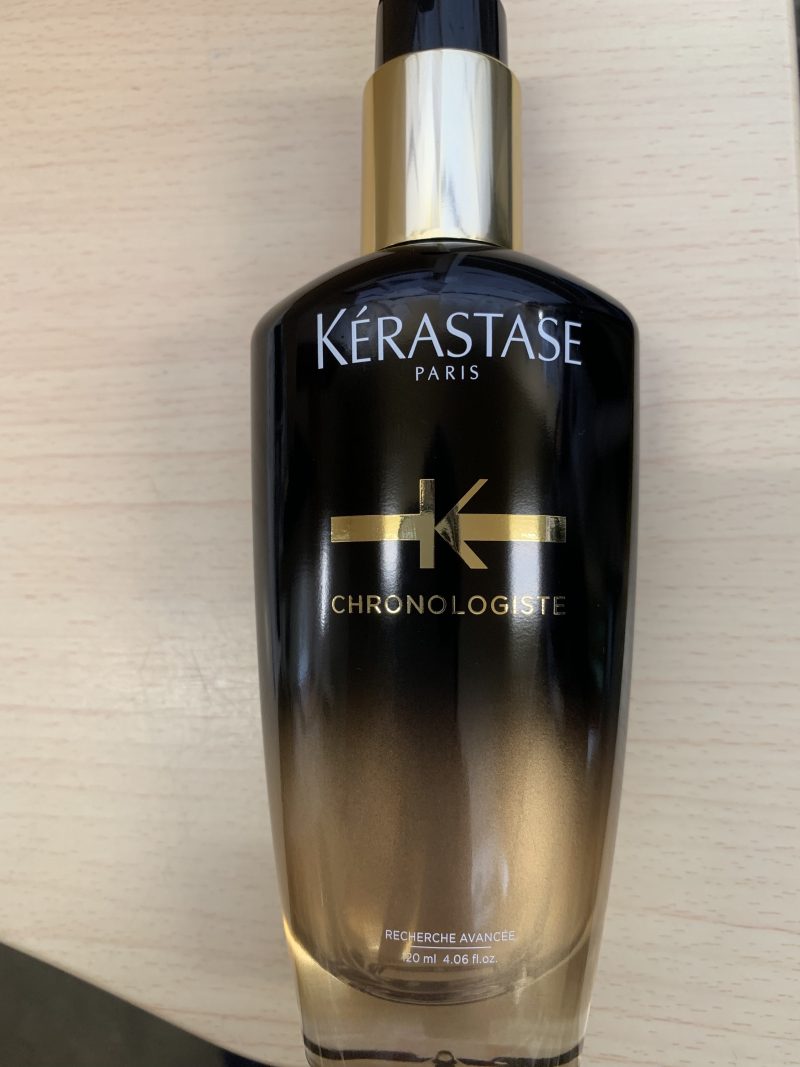 KÉRASTASE
PARIS
K
CHRONOLOGISTE
RECHERCHE AVANCÉE
120 ml 4.06 fl.oz.